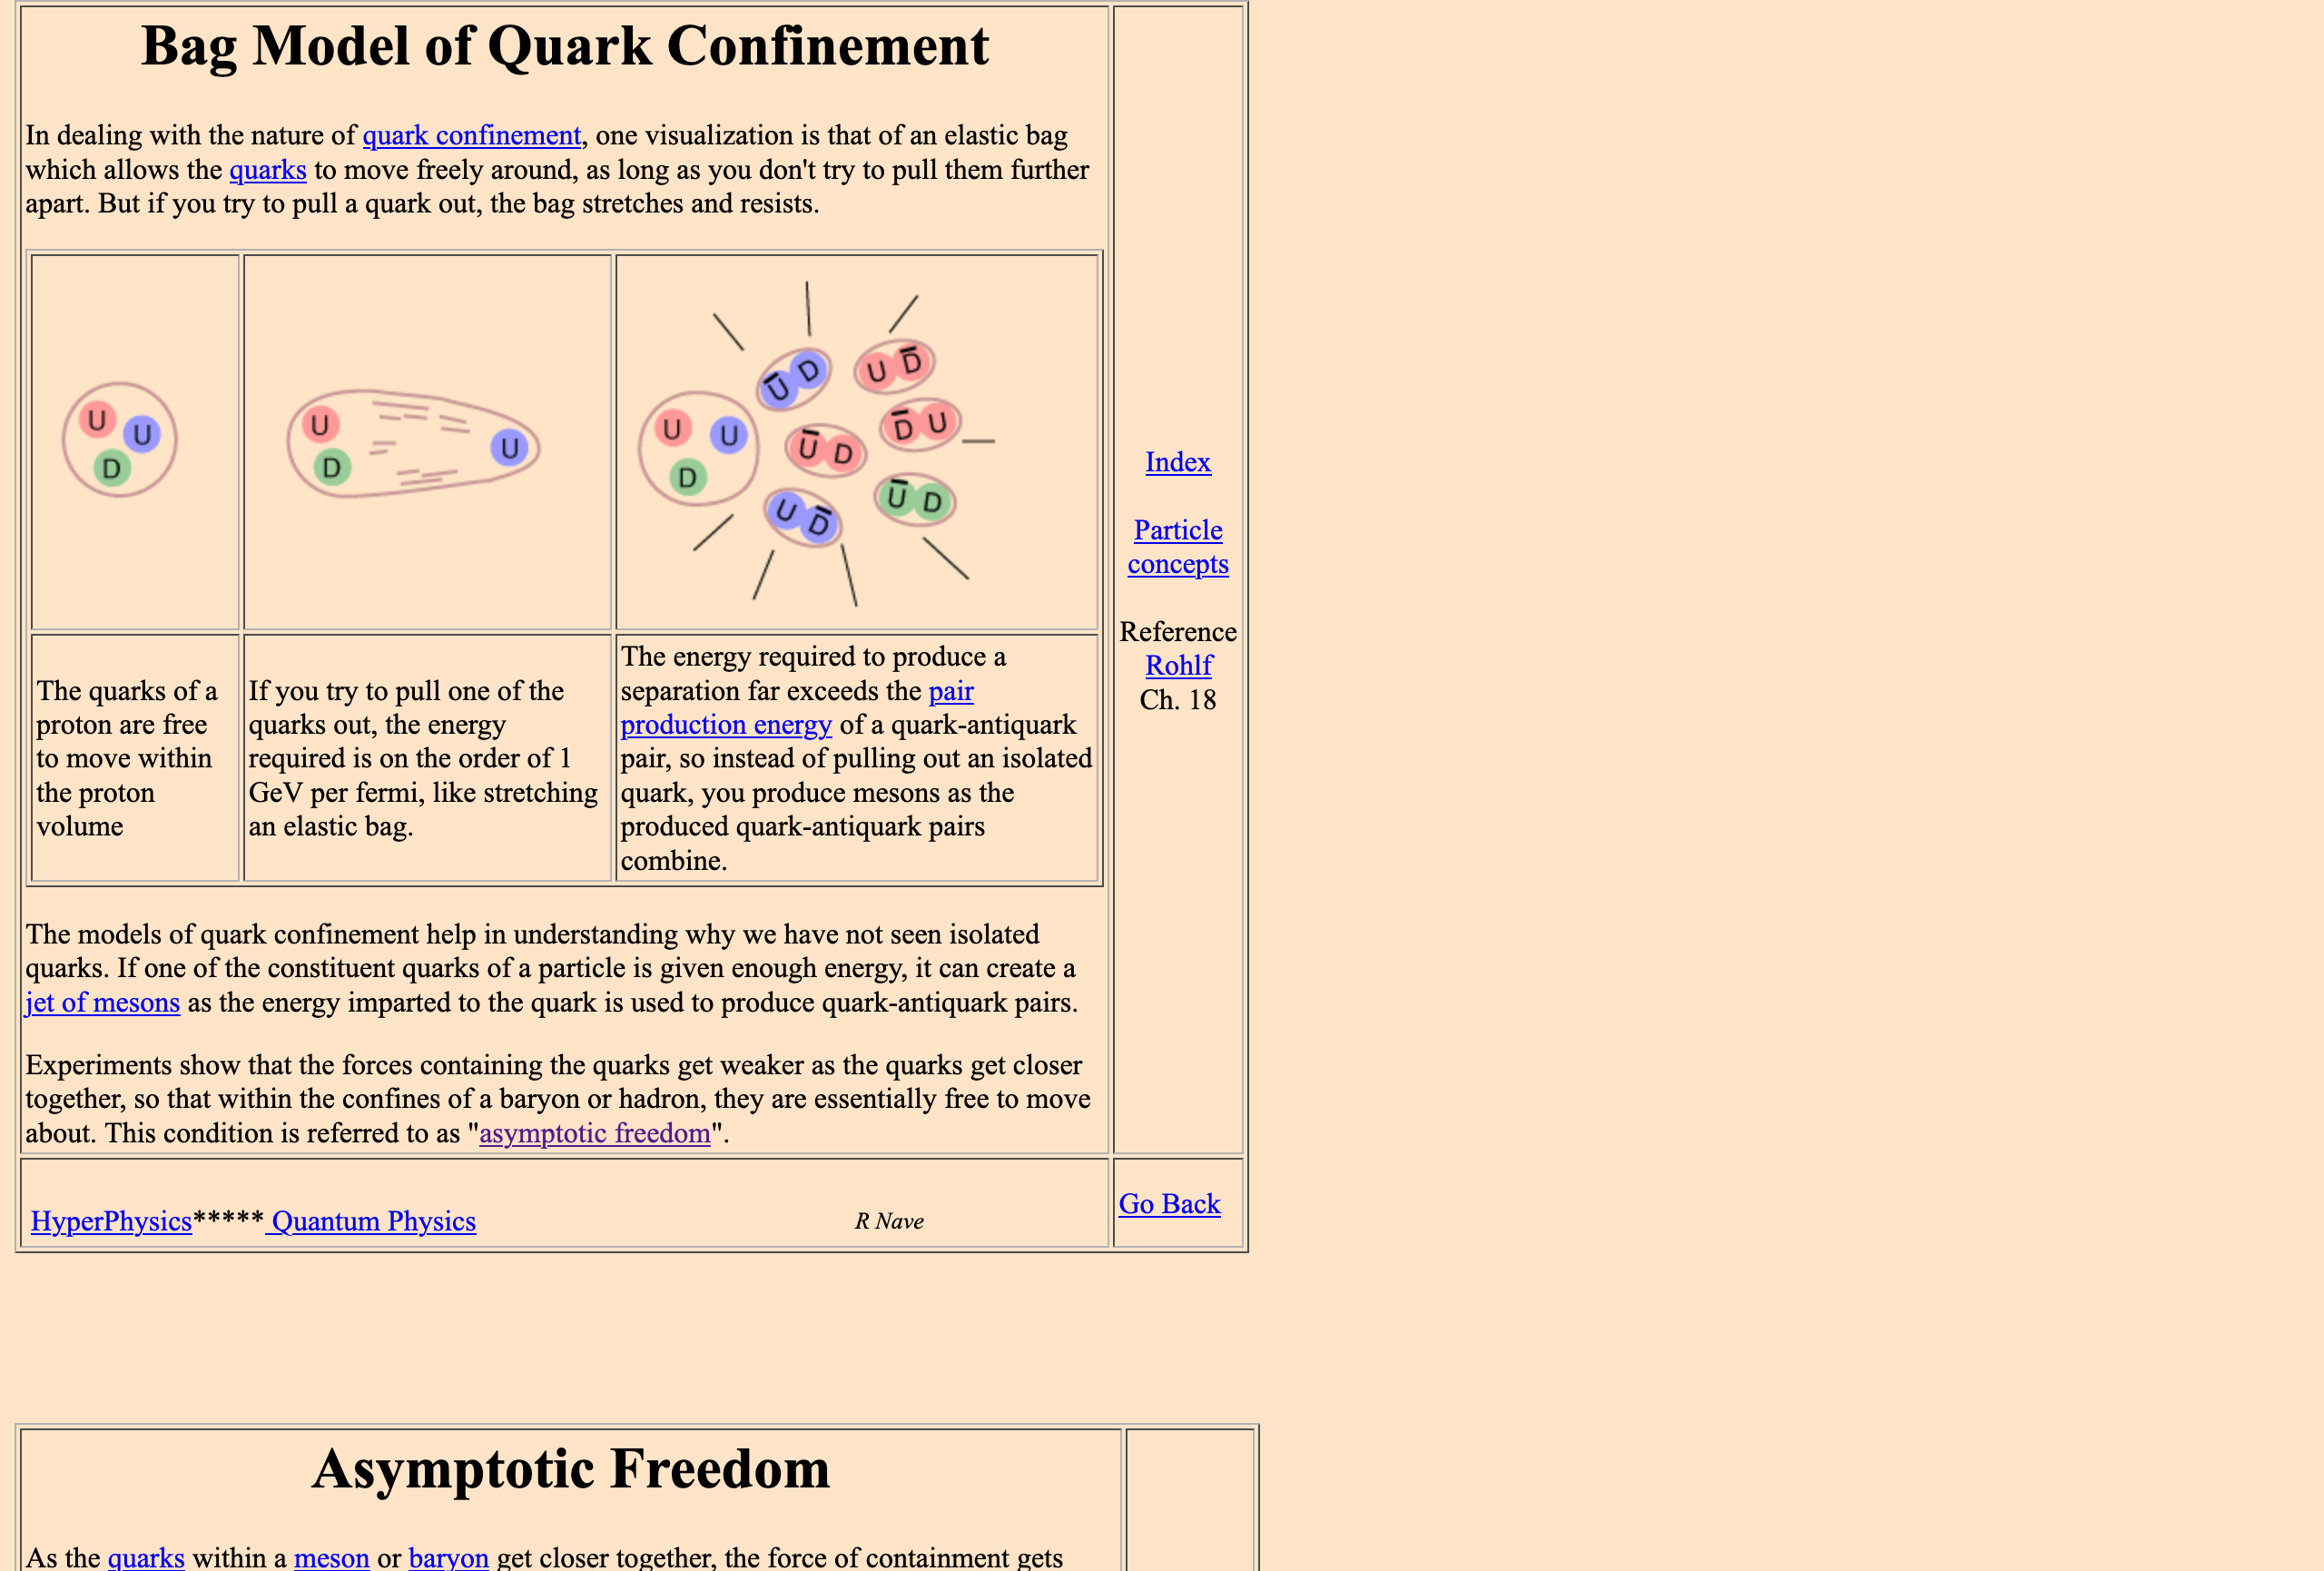 Bag Model of Quark Confinement
In dealing with the nature of quark confinement, one visualization is that of an elastic bag
which allows the quarks to move freely around, as long as you don't try to pull them further
apart. But if you try to pull a quark out, the bag stretches and resists.
U U
D
U
D
U
U U
D
U̅ D
U D̅
D̅ U
U̅ D
U̅ D
U D̅
The quarks of a
proton are free
to move within
the proton
volume
If you try to pull one of the
quarks out, the energy
required is on the order of 1
GeV per fermi, like stretching
an elastic bag.
The energy required to produce a
separation far exceeds the pair
production energy of a quark-antiquark
pair, so instead of pulling out an isolated
quark, you produce mesons as the
produced quark-antiquark pairs
combine.
The models of quark confinement help in understanding why we have not seen isolated
quarks. If one of the constituent quarks of a particle is given enough energy, it can create a
jet of mesons as the energy imparted to the quark is used to produce quark-antiquark pairs.
Experiments show that the forces containing the quarks get weaker as the quarks get closer
together, so that within the confines of a baryon or hadron, they are essentially free to move
about. This condition is referred to as "asymptotic freedom".
Index
Particle
concepts
Reference
Rohlf
Ch. 18
HyperPhysics***** Quantum Physics
R Nave
Go Back
Asymptotic Freedom
As the quarks within a meson or baryon get closer together, the force of containment gets